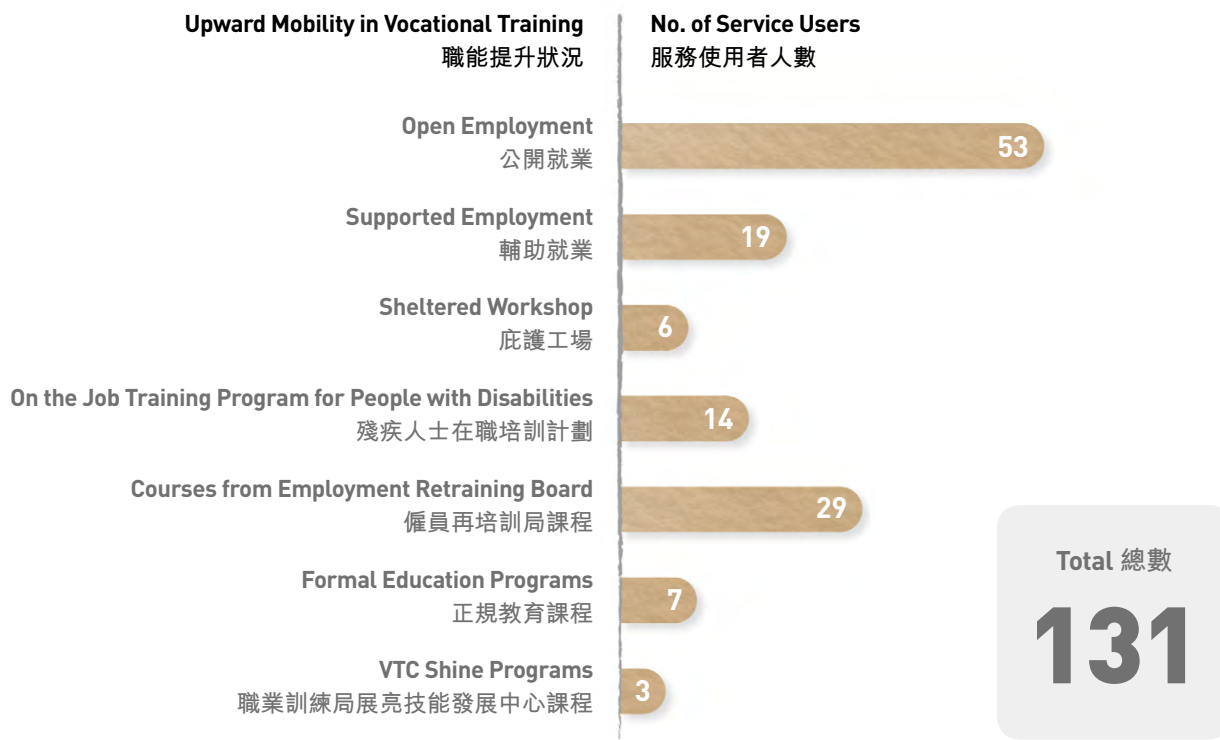 Upward Mobility in Vocational Training
職能提升狀況
No. of Service Users
服務使用者人數
Open Employment
公開就業
53
Supported Employment
輔助就業
19
Sheltered Workshop
庇護工場
6
On the Job Training Program for People with Disabilities
殘疾人士在職培訓計劃
14
Courses from Employment Retraining Board
僱員再培訓局課程
29
Formal Education Programs
正規教育課程
7
VTC Shine Programs
職業訓練局展亮技能發展中心課程
3
Total 總數
131